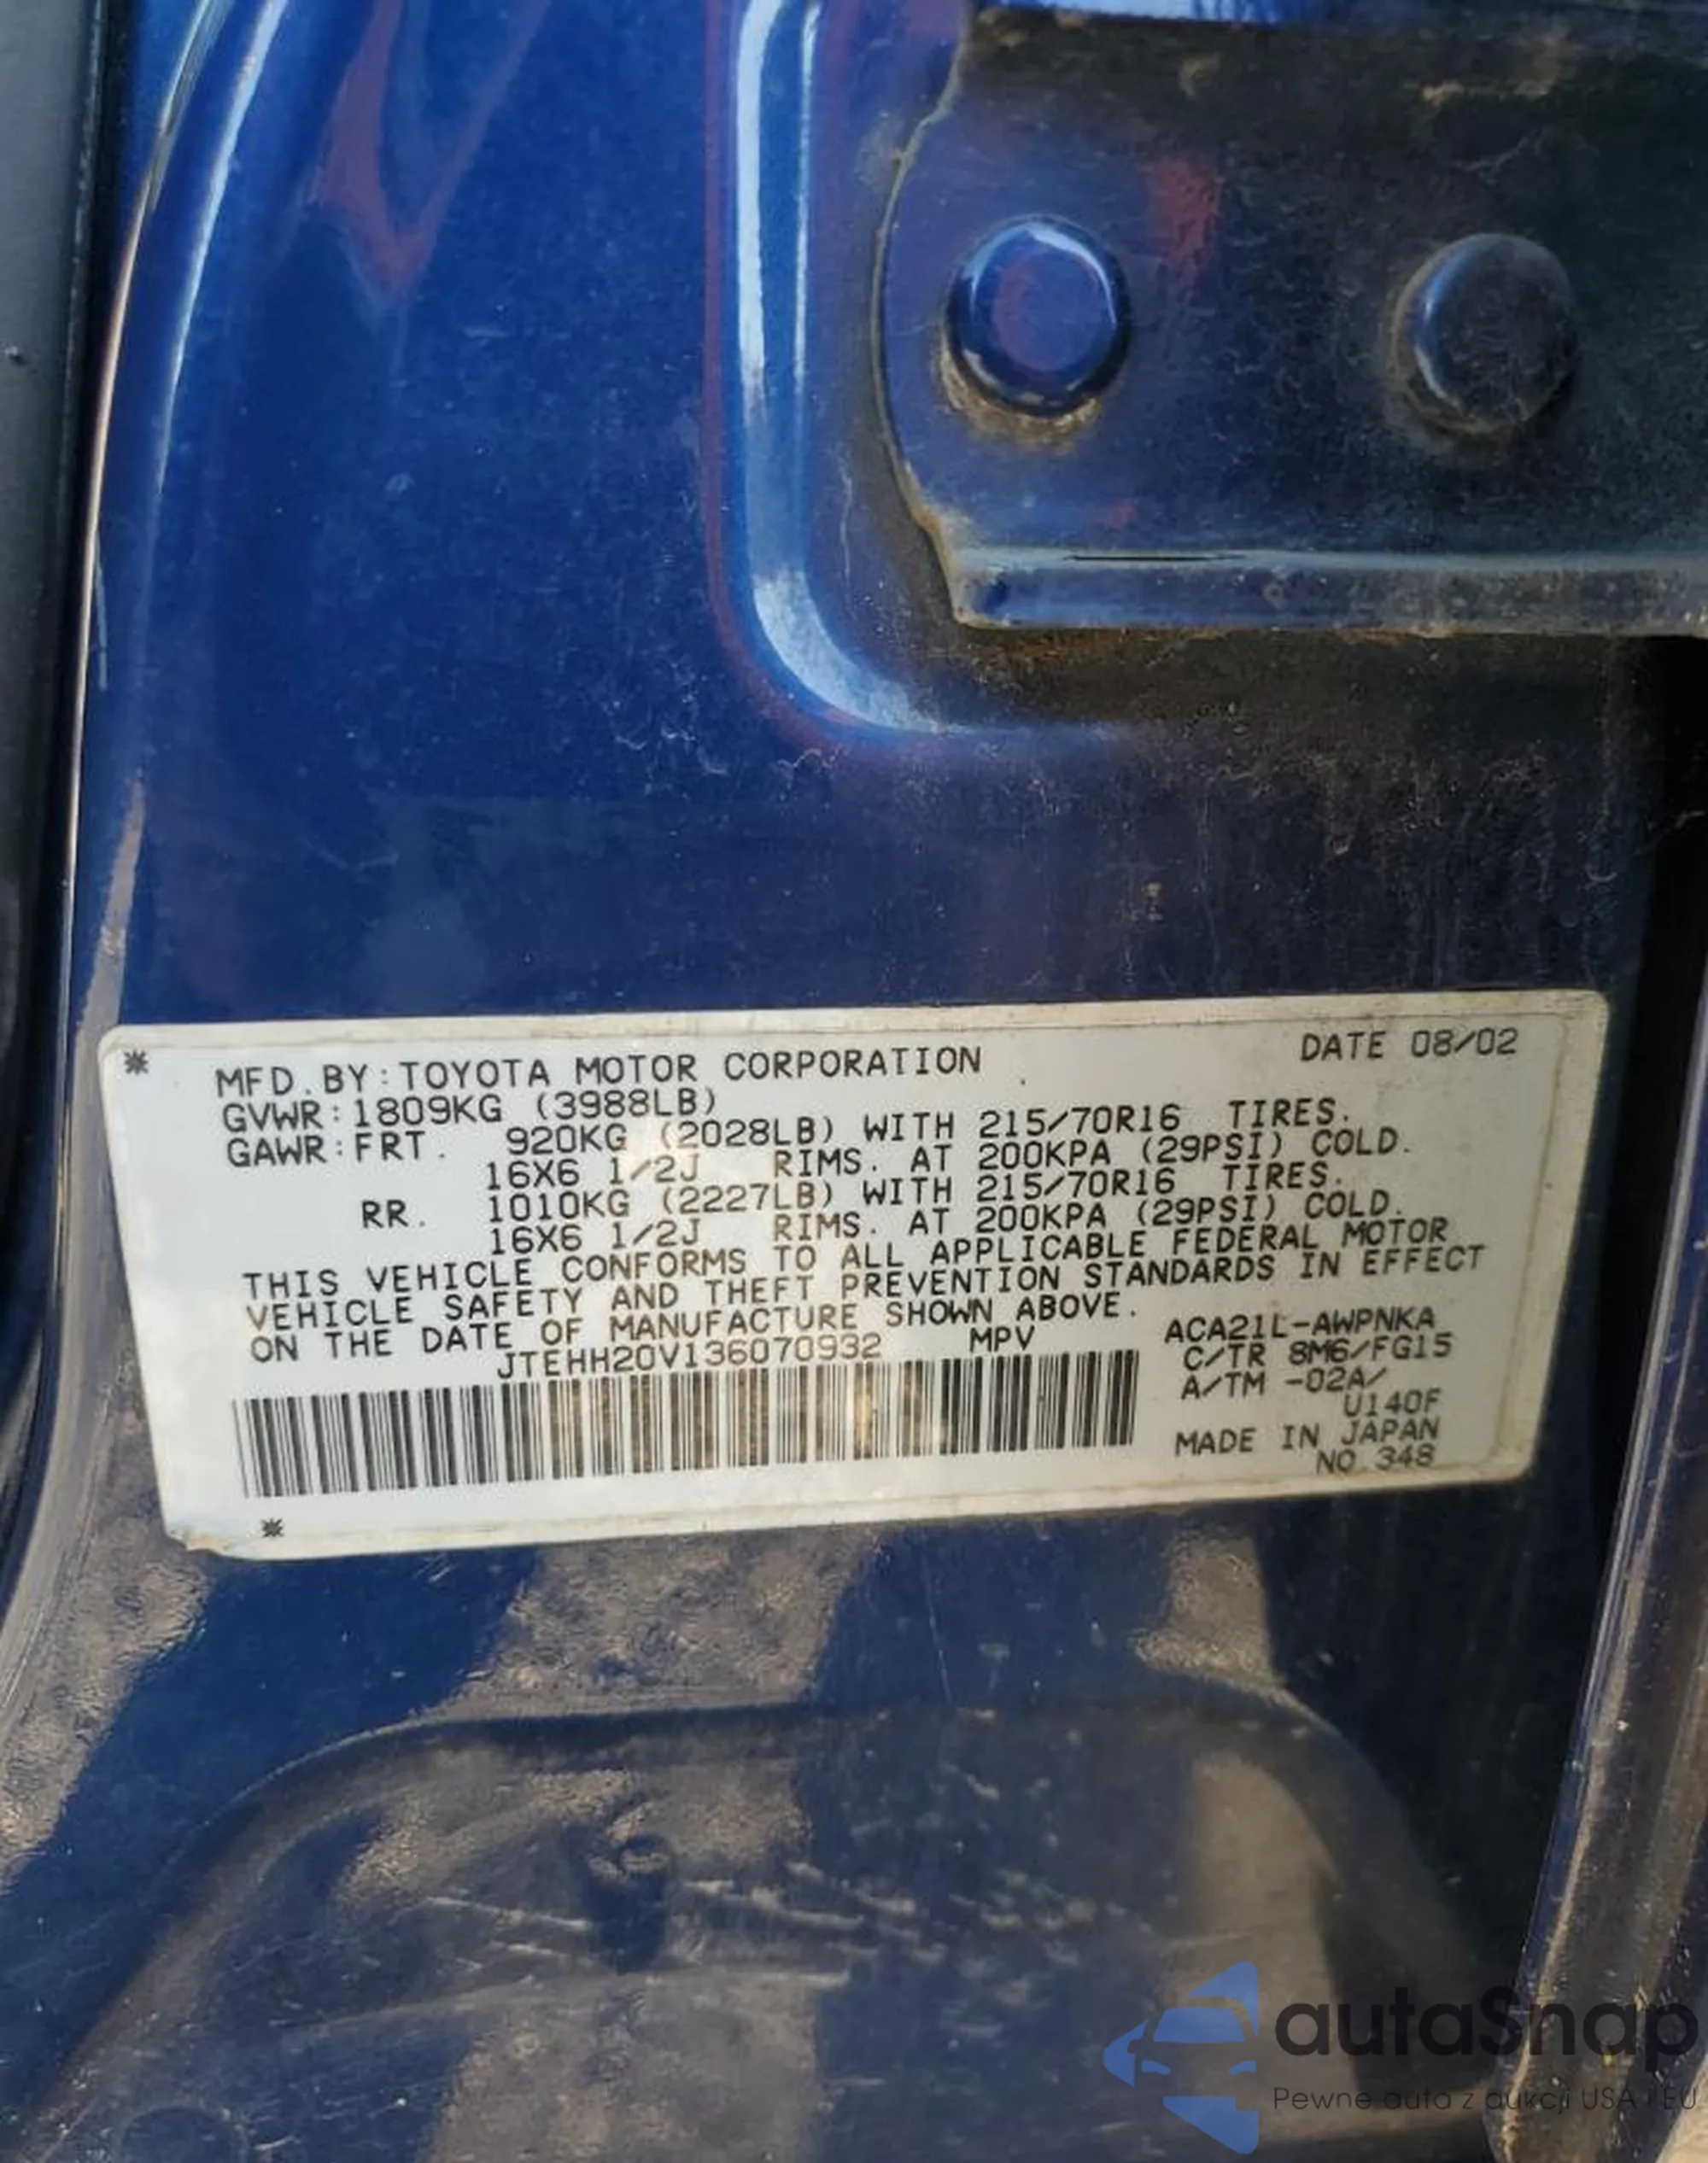 DATE 08/02
MFD.BY:TOYOTA MOTOR CORPORATION
GVWR:1809KG (3988LB)
GAWR:FRT. 920KG (2028LB) WITH 215/70R16 TIRES.
16X6 1/2J RIMS. AT 200KPA (29PSI) COLD.
RR. 1010KG (2227LB) WITH 215/70R16 TIRES.
16X6 1/2J RIMS. AT 200KPA (29PSI) COLD.
THIS VEHICLE CONFORMS TO ALL APPLICABLE FEDERAL MOTOR
VEHICLE SAFETY AND THEFT PREVENTION STANDARDS IN EFFECT
ON THE DATE OF MANUFACTURE SHOWN ABOVE.
JTEHH20V136070932 MPV
ACA21L-AWPNKA
C/TR 8M6/FG15
A/TM -02A/
U140F
MADE IN JAPAN
NO.348
autaSnap
Pewne auta z aukcji USA i EU